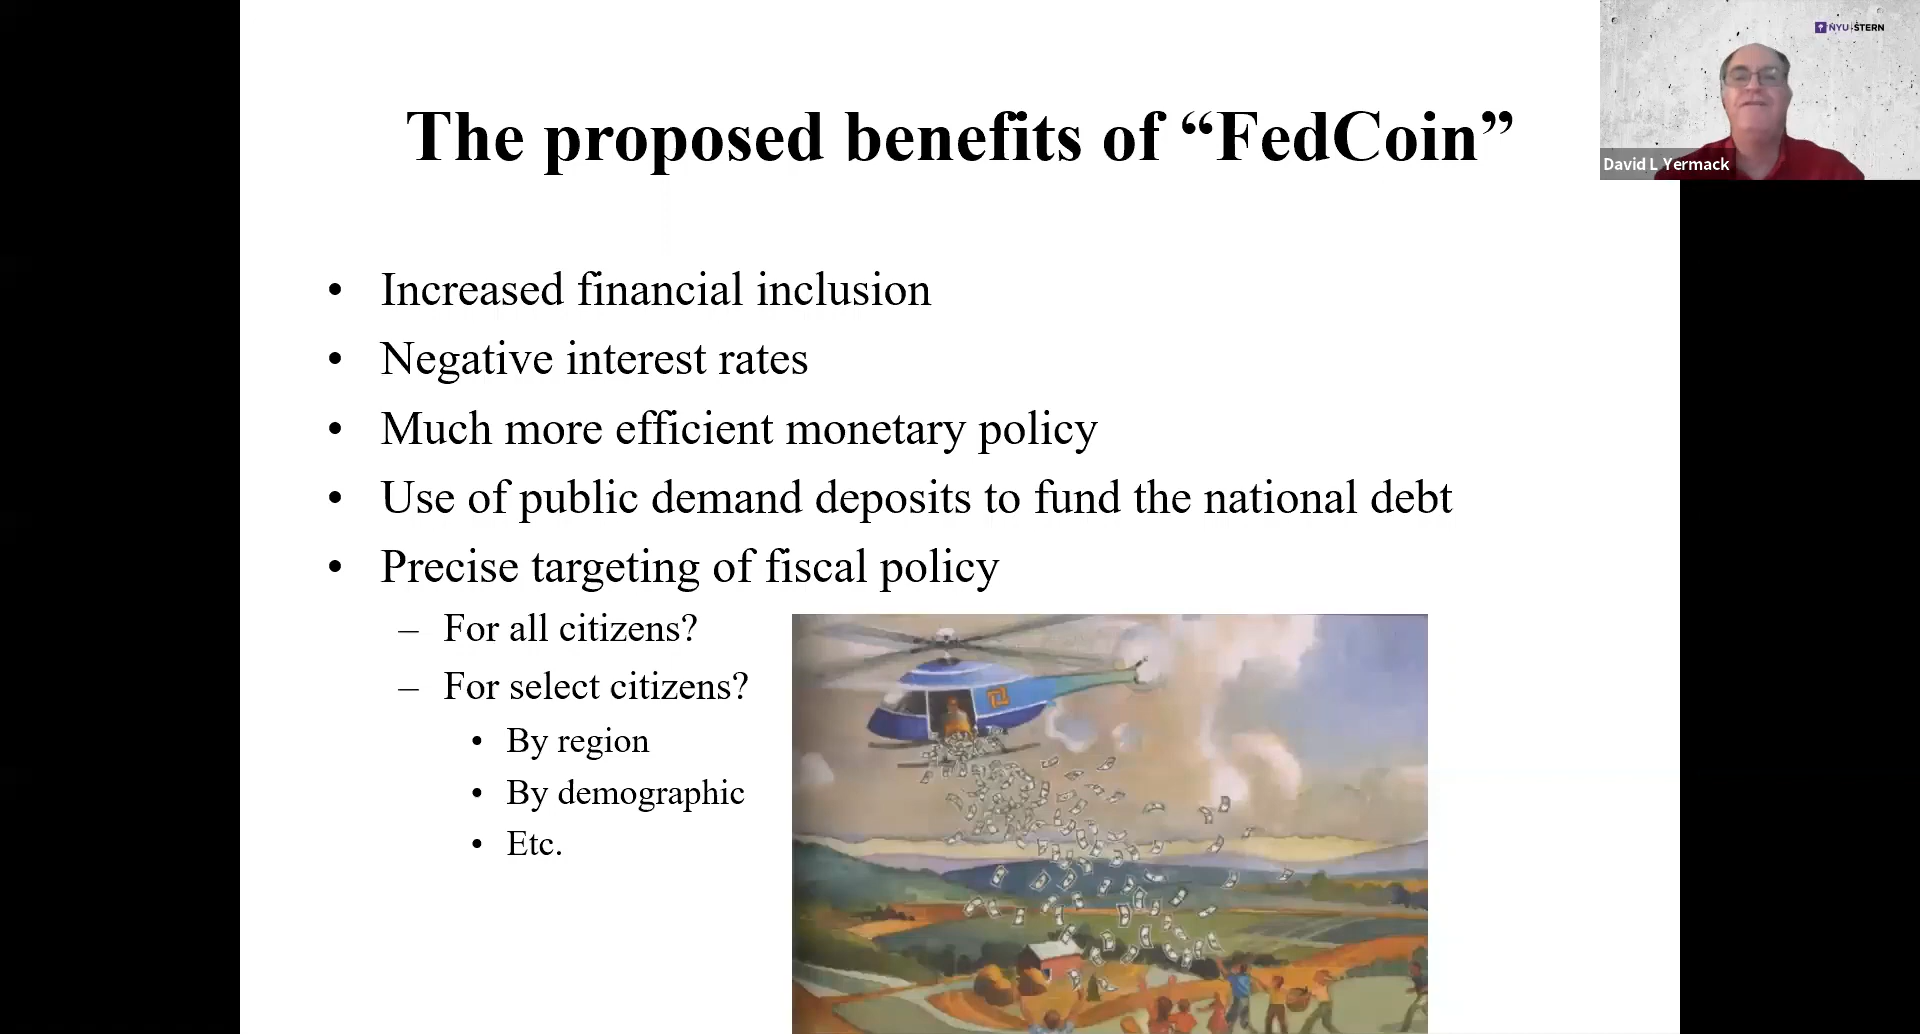 NYU STERN
The proposed benefits of “FedCoin”
David L Yermack
• Increased financial inclusion
• Negative interest rates
• Much more efficient monetary policy
• Use of public demand deposits to fund the national debt
• Precise targeting of fiscal policy
– For all citizens?
– For select citizens?
• By region
• By demographic
• Etc.